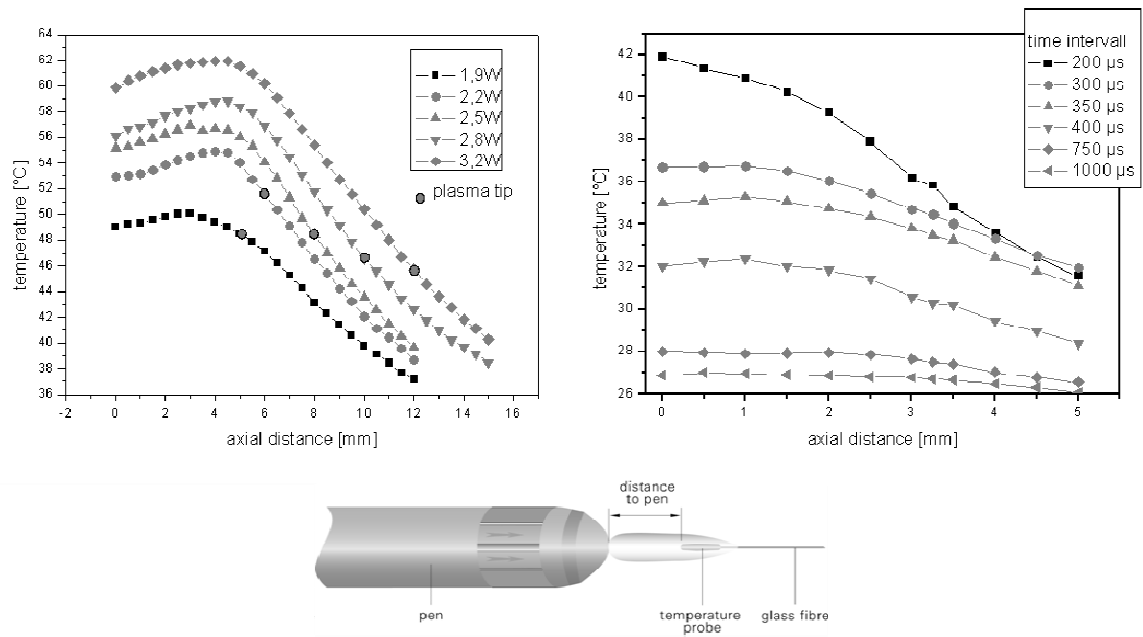 64
62
60
58
56
54
52
50
48
46
44
42
40
38
36
temperature [°C]
-2 0 2 4 6 8 10 12 14 16
axial distance [mm]
1,9W
2,2W
2,5W
2,8W
3,2W
plasma tip
42
40
38
36
34
32
30
28
26
temperature [°C]
0 1 2 3 4 5
axial distance [mm]
time intervall
200 µs
300 µs
350 µs
400 µs
750 µs
1000 µs
distance
to pen
pen
temperature
probe
glass fibre